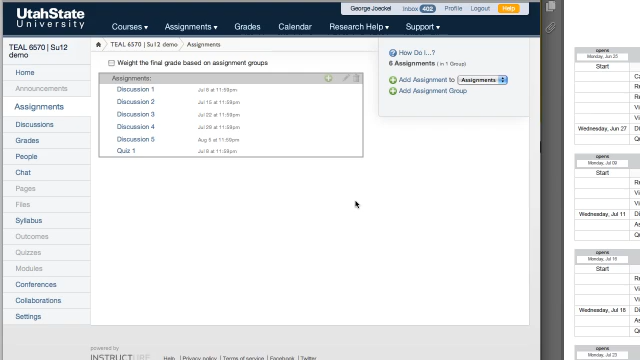 UtahState
University
George Joeckel Inbox 402 Profile Logout Help
Courses Assignments Grades Calendar Research Help Support
TEAL 6570 | Su12
demo
TEAL 6570 | Su12 demo Assignments
Home
Announcements
Assignments
Discussions
Grades
People
Chat
Pages
Files
Syllabus
Outcomes
Quizzes
Modules
Conferences
Collaborations
Settings
Weight the final grade based on assignment groups
Assignments:
Discussion 1 Jul 8 at 11:59pm
Discussion 2 Jul 15 at 11:59pm
Discussion 3 Jul 22 at 11:59pm
Discussion 4 Jul 29 at 11:59pm
Discussion 5 Aug 5 at 11:59pm
Quiz 1 Jul 8 at 11:59pm
How Do I...?
6 Assignments ( in 1 Group)
Add Assignment to Assignments
Add Assignment Group
powered by
INSTRUCTURE
Help | Privacy policy | Terms of service | Facebook | Twitter
opens
Monday, Jun 25
Start
Wednesday, Jun 27
opens
Monday, Jul 09
Wednesday, Jul 11
opens
Monday, Jul 16
Start
Wednesday, Jul 18
opens
Monday, Jul 23